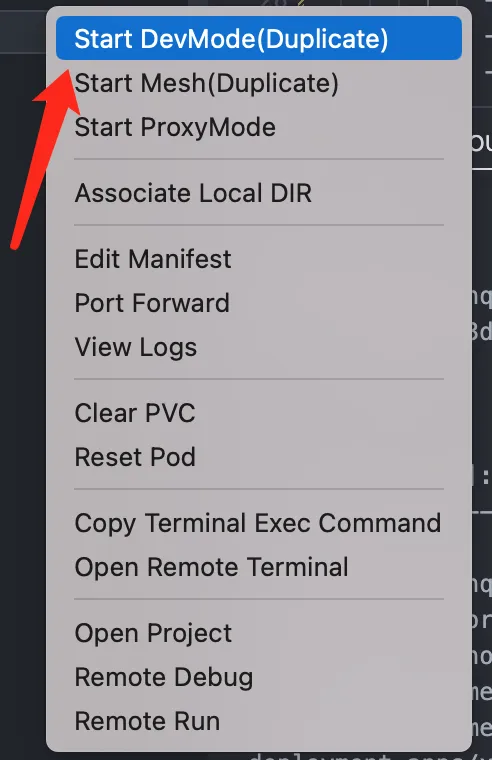 Start DevMode(Duplicate)
Start Mesh(Duplicate)
Start ProxyMode
Associate Local DIR
Edit Manifest
Port Forward
View Logs
Clear PVC
Reset Pod
Copy Terminal Exec Command
Open Remote Terminal
Open Project
Remote Debug
Remote Run